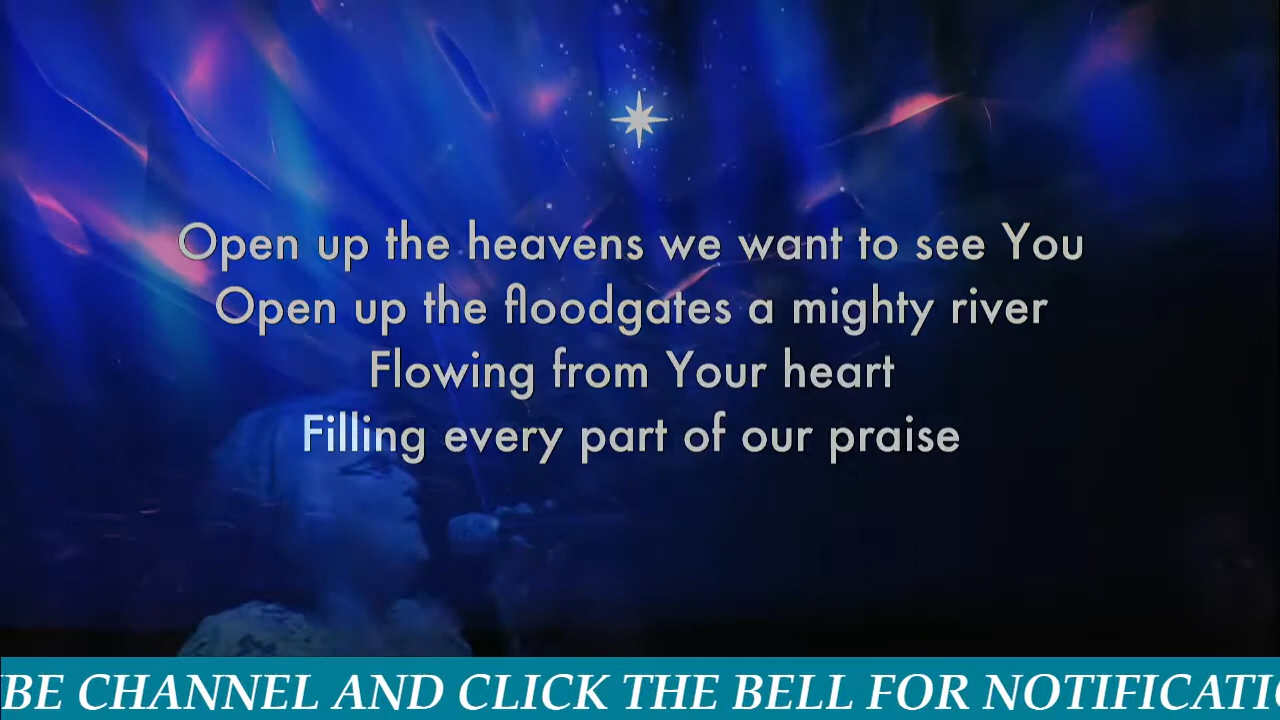 Open up the heavens we want to see You
Open up the floodgates a mighty river
Flowing from Your heart
Filling every part of our praise
BE CHANNEL AND CLICK THE BELL FOR NOTIFICATI